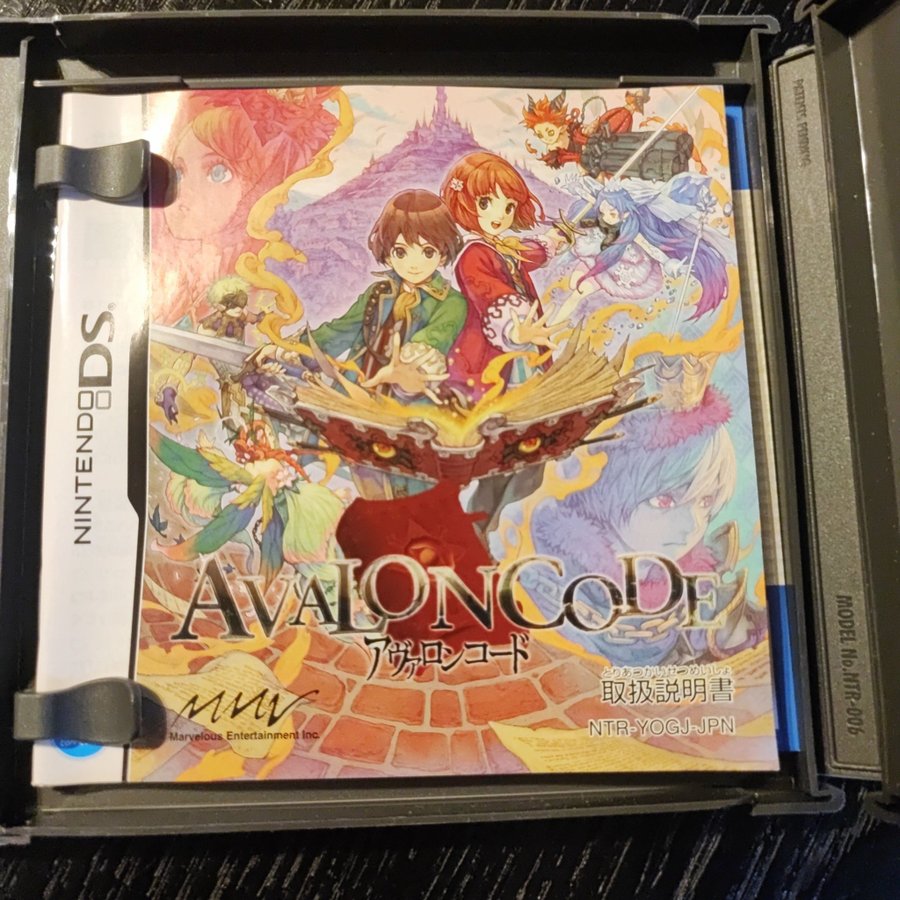 NINTENDO DS®
AVALON CODE
アヴァロンコード
とりあつかいせつめいしょ
取扱説明書
NTR-YOGJ-JPN
Marvelous Entertainment Inc.
MODEL No.NTR-006